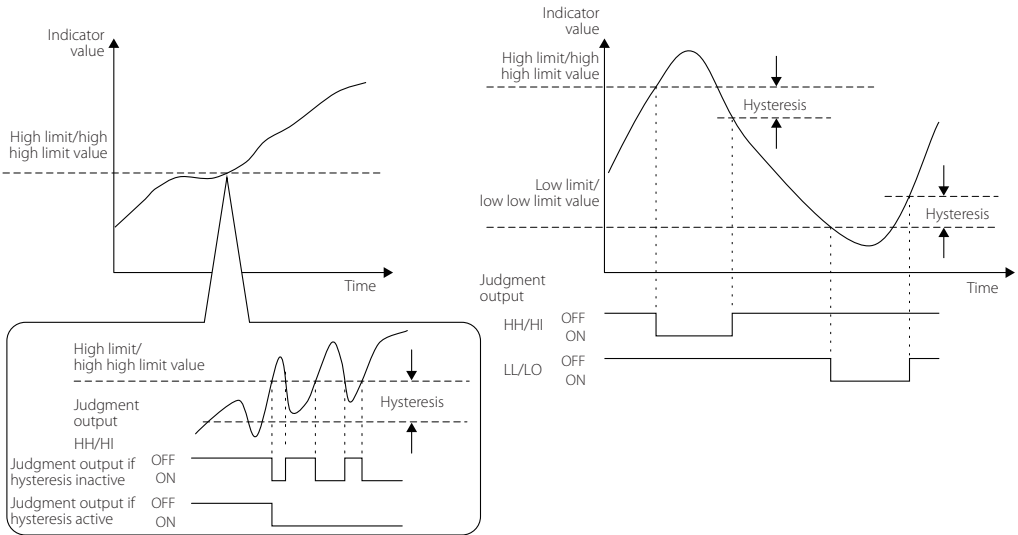 Indicator
value
High limit/high
high limit value
Time
High limit/
high high limit value
Hysteresis
Judgment
output
HH/HI
Judgment output if
hysteresis inactive
OFF
ON
Judgment output if
hysteresis active
OFF
ON
Indicator
value
High limit/high
high limit value
Hysteresis
Low limit/
low low limit value
Hysteresis
Time
Judgment
output
HH/HI
OFF
ON
LL/LO
OFF
ON